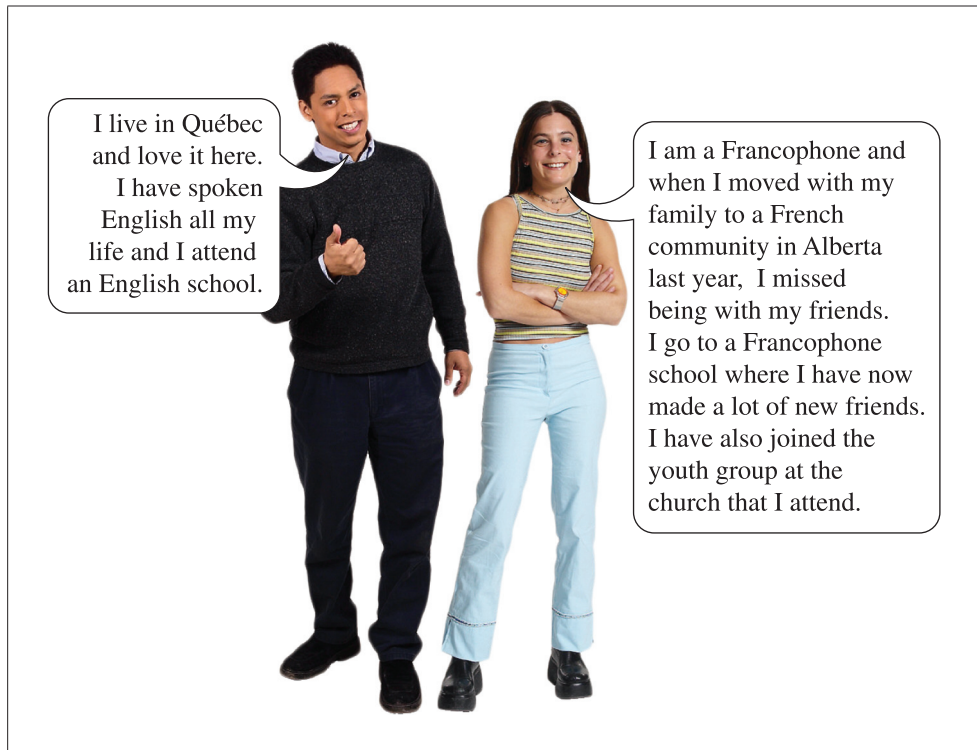 I live in Québec
and love it here.
I have spoken
English all my
life and I attend
an English school.
I am a Francophone and
when I moved with my
family to a French
community in Alberta
last year,  I missed
being with my friends.
I go to a Francophone
school where I have now
made a lot of new friends.
I have also joined the
youth group at the
church that I attend.